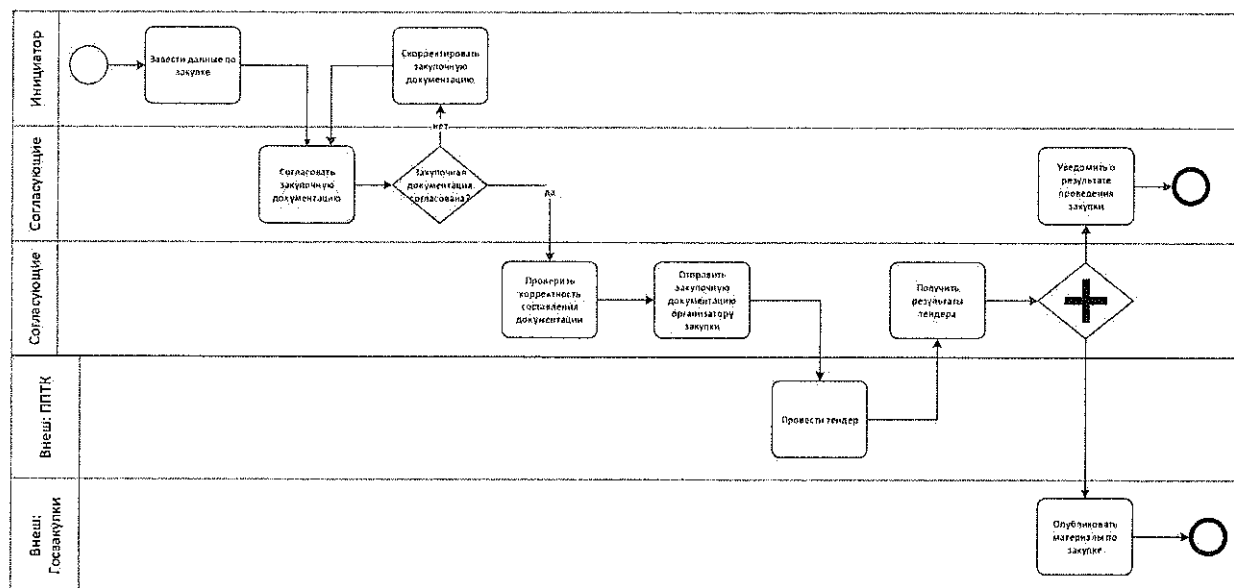 Инициатор
Завести данные по
закупке
Скорректировать
закупочную
документацию
нет
Согласующие
Согласовать
закупочную
документацию
Закупочная
документация
согласована?
да
Уведомить о
результате
проведения
закупки
Согласующие
Проверить
корректность
составления
документации
Отправить
закупочную
документацию
организатору
закупки
Получить
результаты
тендера
Внеш: ППТК
Провести тендер
Внеш:
Госзакупки
Опубликовать
материалы по
закупке